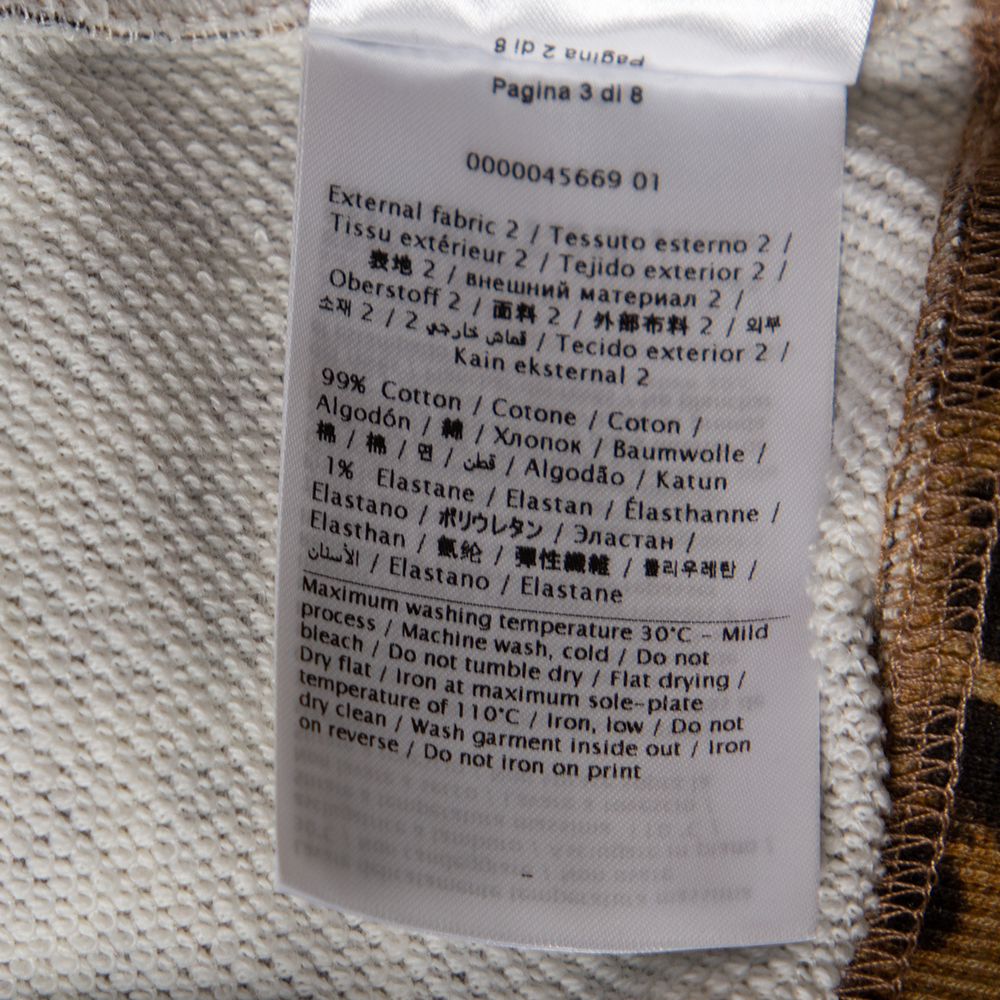 Pagina 2 di 8
Pagina 3 di 8
0000045669 01
External fabric 2 / Tessuto esterno 2 /
Tissu extérieur 2 / Tejido exterior 2 /
表地 2 / внешний материал 2 /
Oberstoff 2 / 面料 2 / 外部布料 2 / 외부
소재 2 / 2 قماش خارجي / Tecido exterior 2 /
Kain eksternal 2
99% Cotton / Cotone / Coton /
Algodón / 綿 / Хлопок / Baumwolle /
棉 / 棉 / 면 / قطن / Algodão / Katun
1% Elastane / Elastan / Élasthanne /
Elastano / ポリウレタン / Эластан /
Elasthan / 氨纶 / 彈性纖維 / 폴리우레탄 /
الأستان / Elastano / Elastane
Maximum washing temperature 30°C - Mild
process / Machine wash, cold / Do not
bleach / Do not tumble dry / Flat drying /
Dry flat / Iron at maximum sole-plate
temperature of 110°C / Iron, low / Do not
dry clean / Wash garment inside out / Iron
on reverse / Do not iron on print